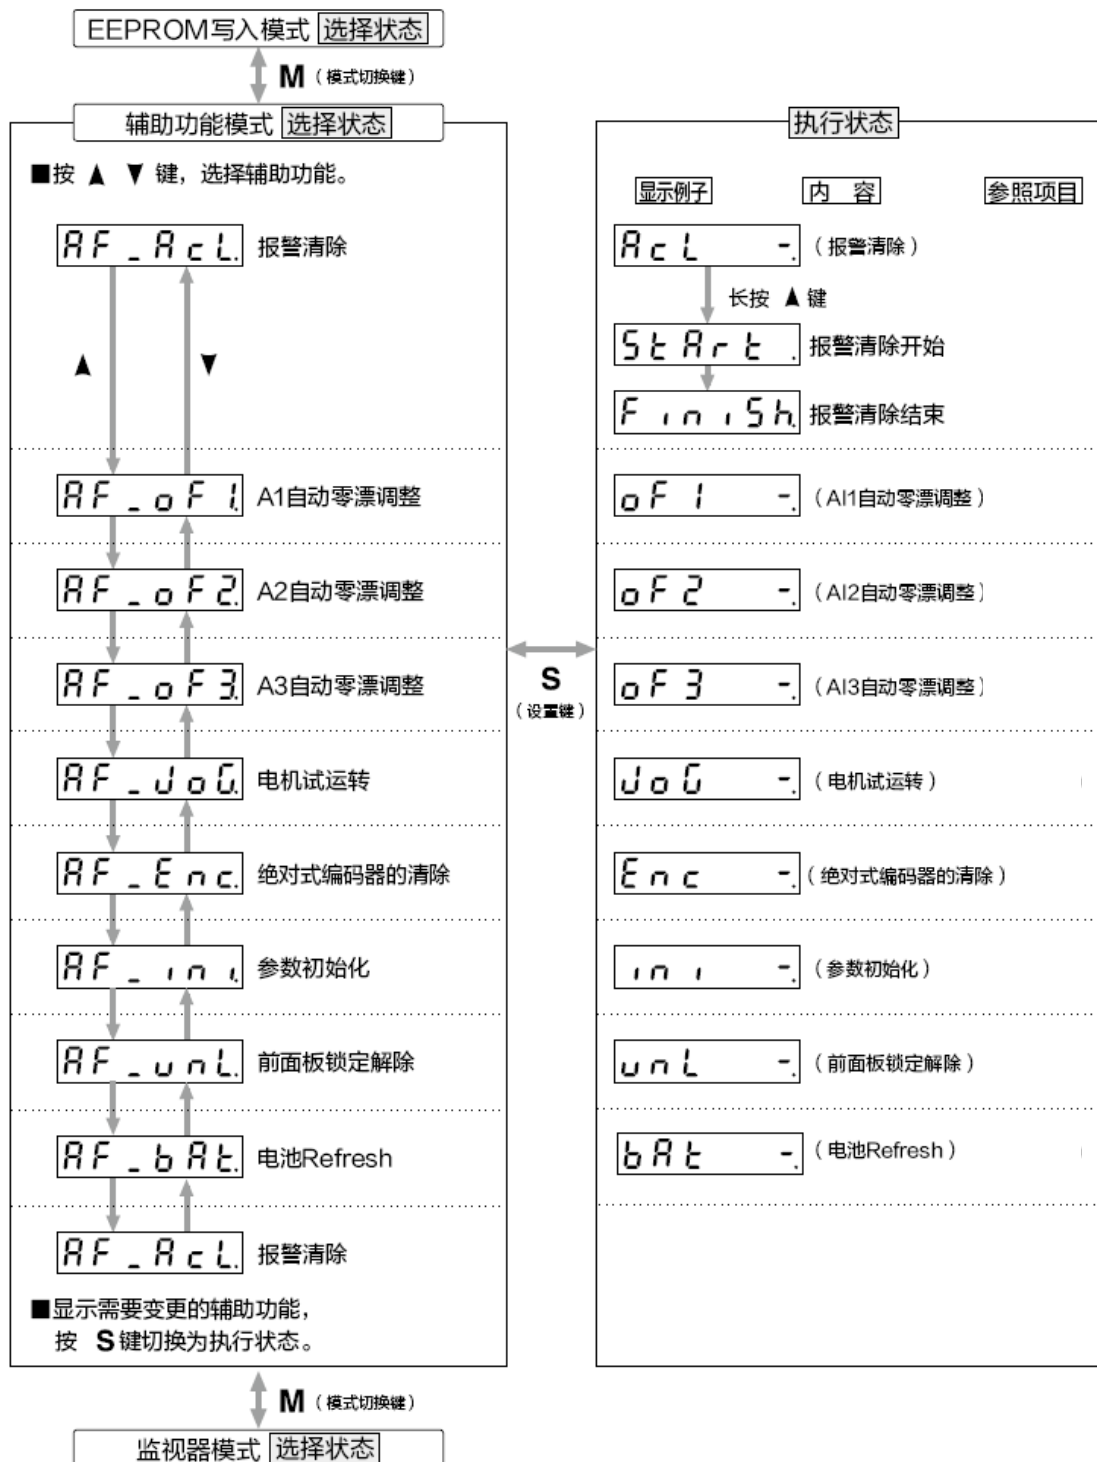 EEPROM写入模式 选择状态
M（模式切换键）
辅助功能模式 选择状态
■按 ▲ ▼ 键，选择辅助功能。
AF_AcL. 报警清除
▲ ▼
AF_oF1. A1自动零漂调整
AF_oF2. A2自动零漂调整
AF_oF3. A3自动零漂调整
AF_JoG. 电机试运转
AF_Enc. 绝对式编码器的清除
AF_ini. 参数初始化
AF_unL. 前面板锁定解除
AF_bAt. 电池Refresh
AF_AcL. 报警清除
■显示需要变更的辅助功能，
按 S键切换为执行状态。
M（模式切换键）
监视器模式 选择状态
S
（设置键）
执行状态
显示例子 内 容 参照项目
AcL -.（报警清除）
长按 ▲ 键
StArt . 报警清除开始
FiniSh. 报警清除结束
oF1 -.（AI1自动零漂调整）
oF2 -.（AI2自动零漂调整）
oF3 -.（AI3自动零漂调整）
JoG -.（电机试运转）
Enc -.（绝对式编码器的清除）
ini -.（参数初始化）
unL -.（前面板锁定解除）
bAt -.（电池Refresh）